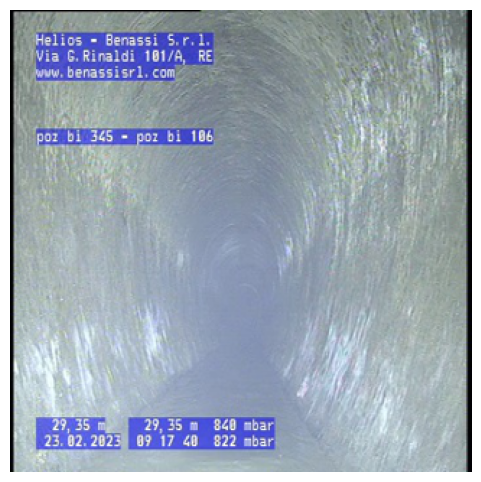 Helios - Benassi S.r.l.
Via G.Rinaldi 101/A, RE
www.benassisrl.com
poz bi 345 - poz bi 106
29,35 m 29,35 m 840 mbar
23.02.2023 09 17 40 822 mbar